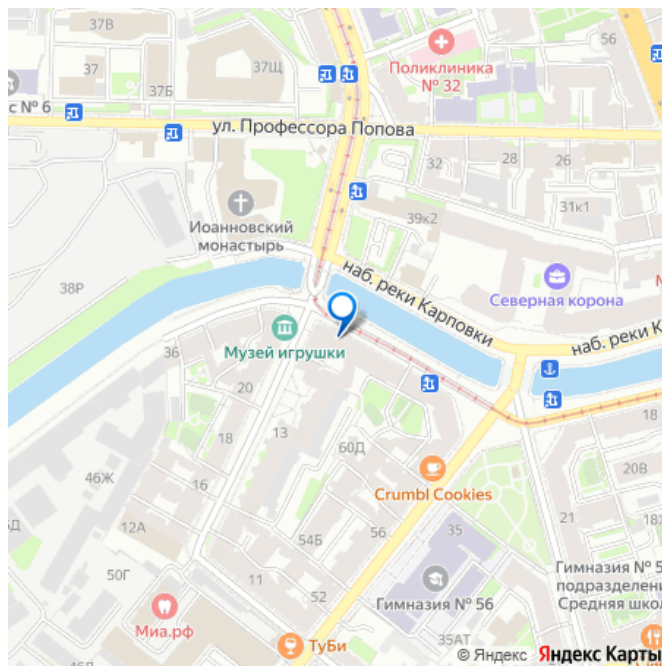 37В
37
37Щ
37Б
с № 6
ул. Профессора Попова
Поликлиника
№ 32
56
32
28
26
31к1
39к2
Иоанновский
монастырь
наб. реки Карповки
Северная корона
наб. реки К
38Р
Музей игрушки
36
20
18
13
60Д
18
20В
46Ж
16
Crumbl Cookies
12А
54Б
56
35
21
18
50Г
11
52
Гимназия № 56
Гимназия № 5
подразделени
Средняя шко
Миа.рф
ТуБи
35АТ
© Яндекс Яндекс Карты